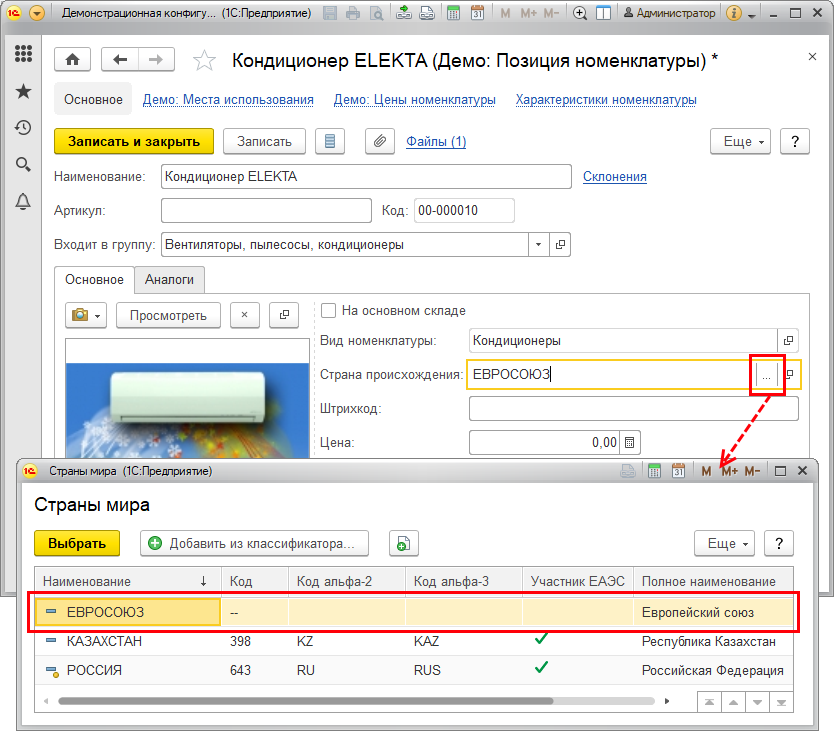 Демонстрационная конфигу... (1С:Предприятие) M M+ M- Администратор
Кондиционер ELEKTA (Демо: Позиция номенклатуры) *
Основное Демо: Места использования Демо: Цены номенклатуры Характеристики номенклатуры
Записать и закрыть Записать Файлы (1) Еще ?
Наименование: Кондиционер ELEKTA Склонения
Артикул: Код: 00-000010
Входит в группу: Вентиляторы, пылесосы, кондиционеры
Основное Аналоги
Просмотреть × На основном складе
Вид номенклатуры: Кондиционеры
Страна происхождения: ЕВРОСОЮЗ ...
Штрихкод:
Цена: 0,00
Страны мира (1С:Предприятие) M M+ M-
Страны мира
Выбрать Добавить из классификатора... Еще ?
Наименование ↓ Код Код альфа-2 Код альфа-3 Участник ЕАЭС Полное наименование
ЕВРОСОЮЗ -- Европейский союз
КАЗАХСТАН 398 KZ KAZ Республика Казахстан
РОССИЯ 643 RU RUS Российская Федерация